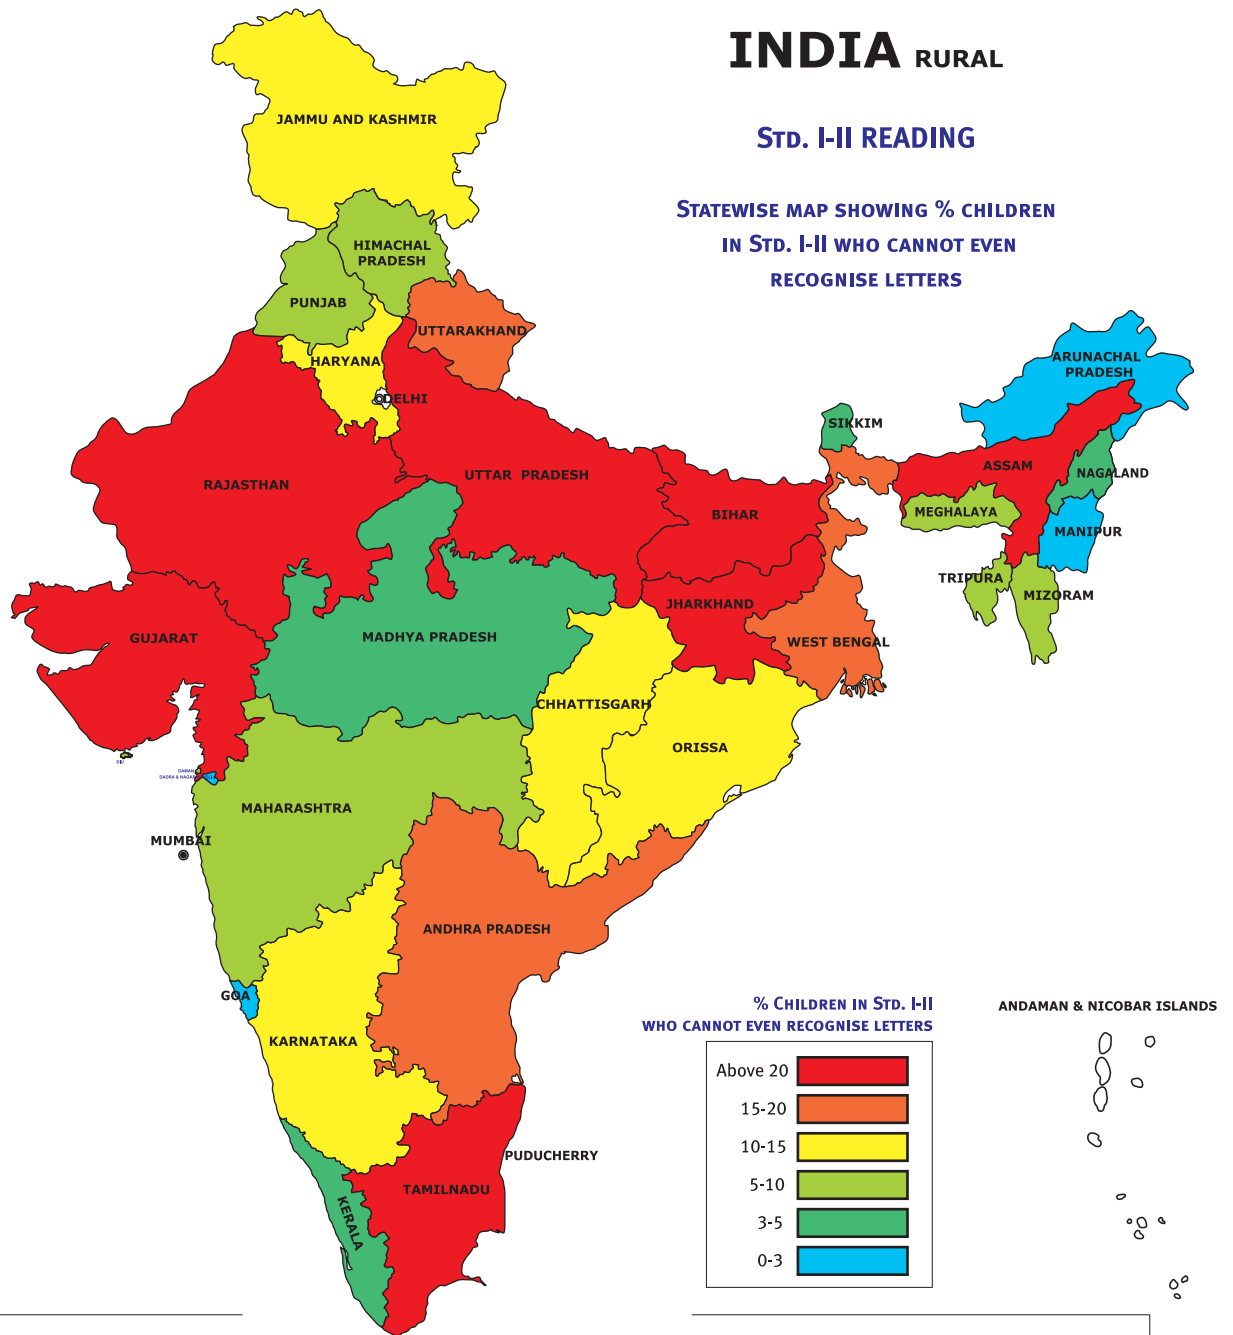 INDIA RURAL
STD. I-II READING
STATEWISE MAP SHOWING % CHILDREN
IN STD. I-II WHO CANNOT EVEN
RECOGNISE LETTERS
JAMMU AND KASHMIR
HIMACHAL
PRADESH
PUNJAB
UTTARAKHAND
HARYANA
DELHI
ARUNACHAL
PRADESH
SIKKIM
RAJASTHAN
UTTAR PRADESH
ASSAM
NAGALAND
BIHAR
MEGHALAYA
MANIPUR
TRIPURA
MIZORAM
JHARKHAND
GUJARAT
MADHYA PRADESH
WEST BENGAL
CHHATTISGARH
ORISSA
DIU
DAMAN
DADRA & NAGAR
MAHARASHTRA
MUMBAI
ANDHRA PRADESH
GOA
KARNATAKA
PUDUCHERRY
TAMILNADU
KERALA
% CHILDREN IN STD. I-II
WHO CANNOT EVEN RECOGNISE LETTERS
Above 20
15-20
10-15
5-10
3-5
0-3
ANDAMAN & NICOBAR ISLANDS